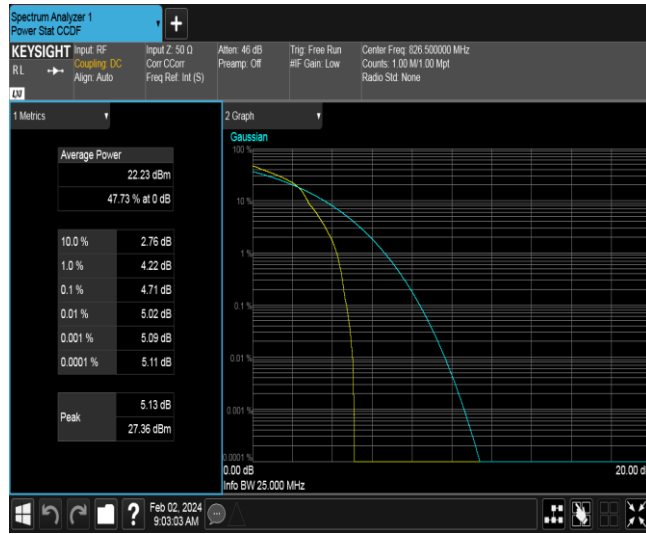 Spectrum Analyzer 1
Power Stat CCDF
+
KEYSIGHT Input: RF Input Z: 50 Ω Atten: 46 dB Trig: Free Run Center Freq: 826.500000 MHz
RL Coupling: DC Corr CCorr Preamp: Off #IF Gain: Low Counts: 1.00 M/1.00 Mpt
Align: Auto Freq Ref: Int (S) Radio Std: None
LXI
1 Metrics
Average Power
22.23 dBm
47.73 % at 0 dB
10.0 % 2.76 dB
1.0 % 4.22 dB
0.1 % 4.71 dB
0.01 % 5.02 dB
0.001 % 5.09 dB
0.0001 % 5.11 dB
Peak 5.13 dB
27.36 dBm
2 Graph
Gaussian
100 %
10 %
1 %
0.1 %
0.01 %
0.001 %
0.0001 %
0.00 dB 20.00 d
Info BW 25.000 MHz
? Feb 02, 2024
9:03:03 AM